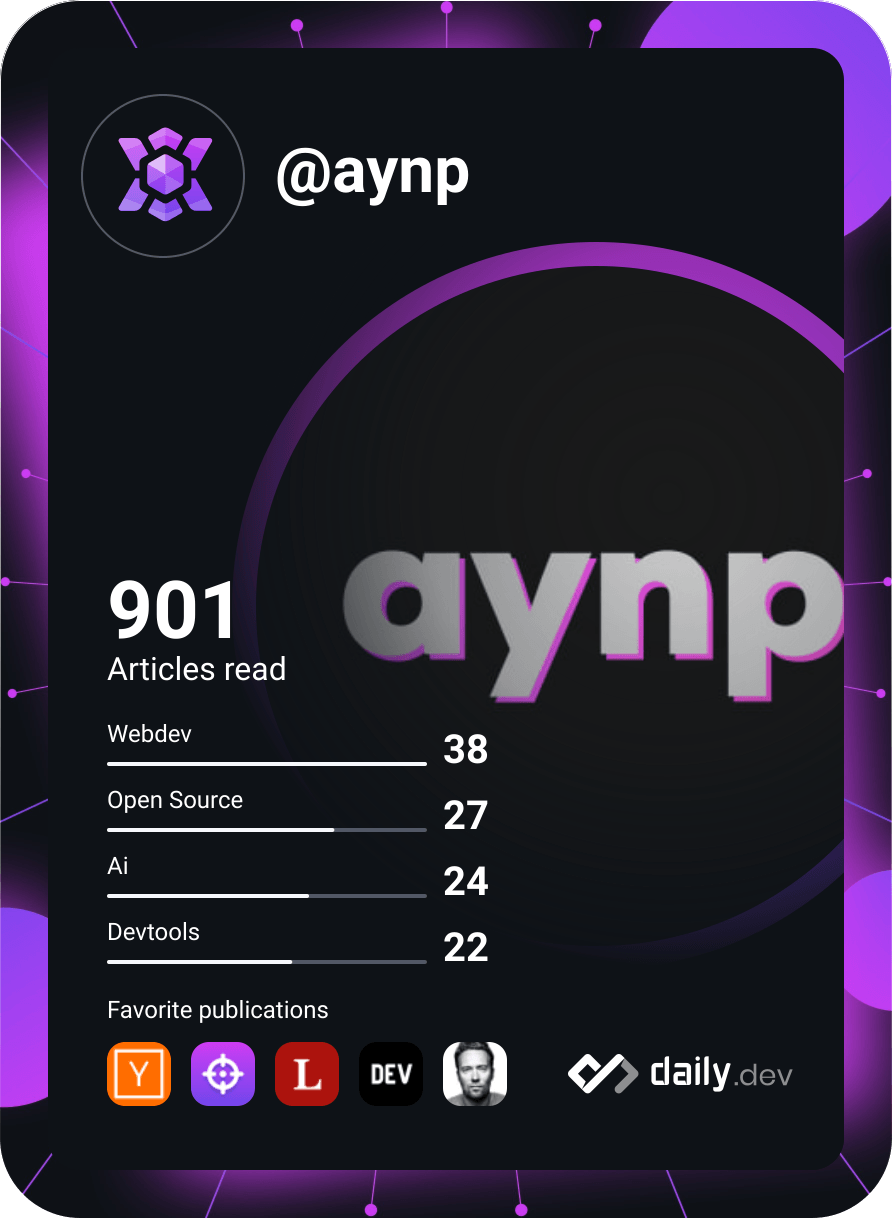 @aynp
aynp
901
Articles read
Webdev
38
Open Source
27
Ai
24
Devtools
22
Favorite publications
Y
L
DEV
daily.dev